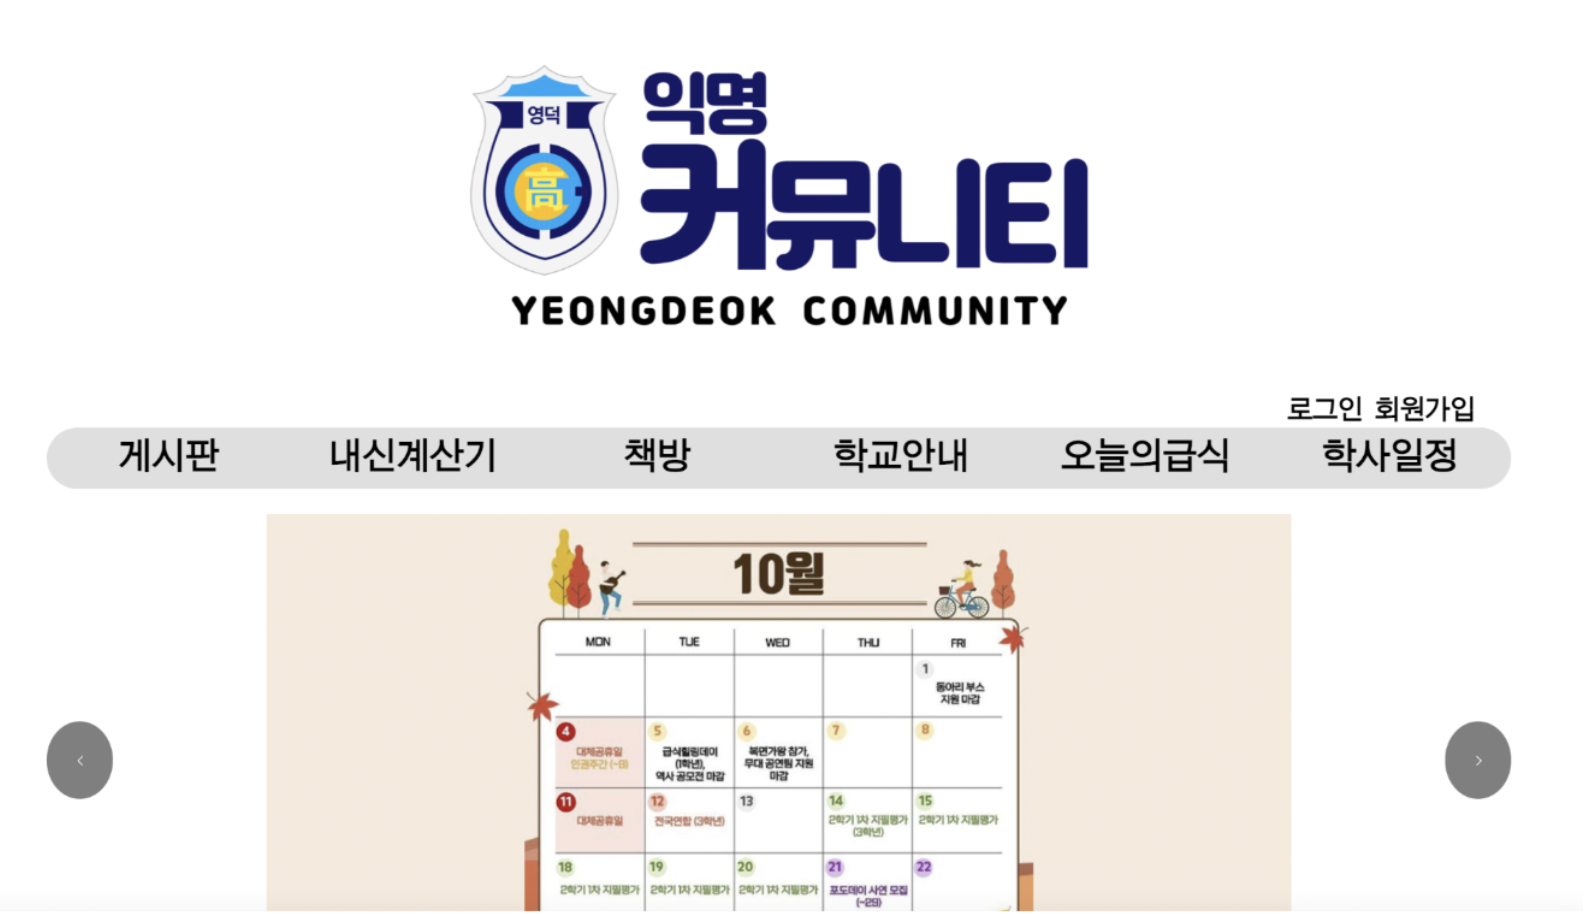 영덕
高
익명
커뮤니티
YEONGDEOK COMMUNITY
로그인 회원가입
게시판 내신계산기 책방 학교안내 오늘의급식 학사일정
10월
MON TUE WED THU FRI
1
동아리 부스
지원 마감
4 5 6 7 8
대체공휴일
인권주간 (~8)
급식힐링데이
(1학년),
역사 공모전 마감
복면가왕 참가,
무대 공연팀 지원
마감
11 12 13 14 15
대체공휴일
전국연합 (3학년)
2학기 1차 지필평가
(3학년)
2학기 1차 지필평가
18 19 20 21 22
2학기 1차 지필평가
2학기 1차 지필평가
2학기 1차 지필평가
포도데이 사연 모집
(~29)